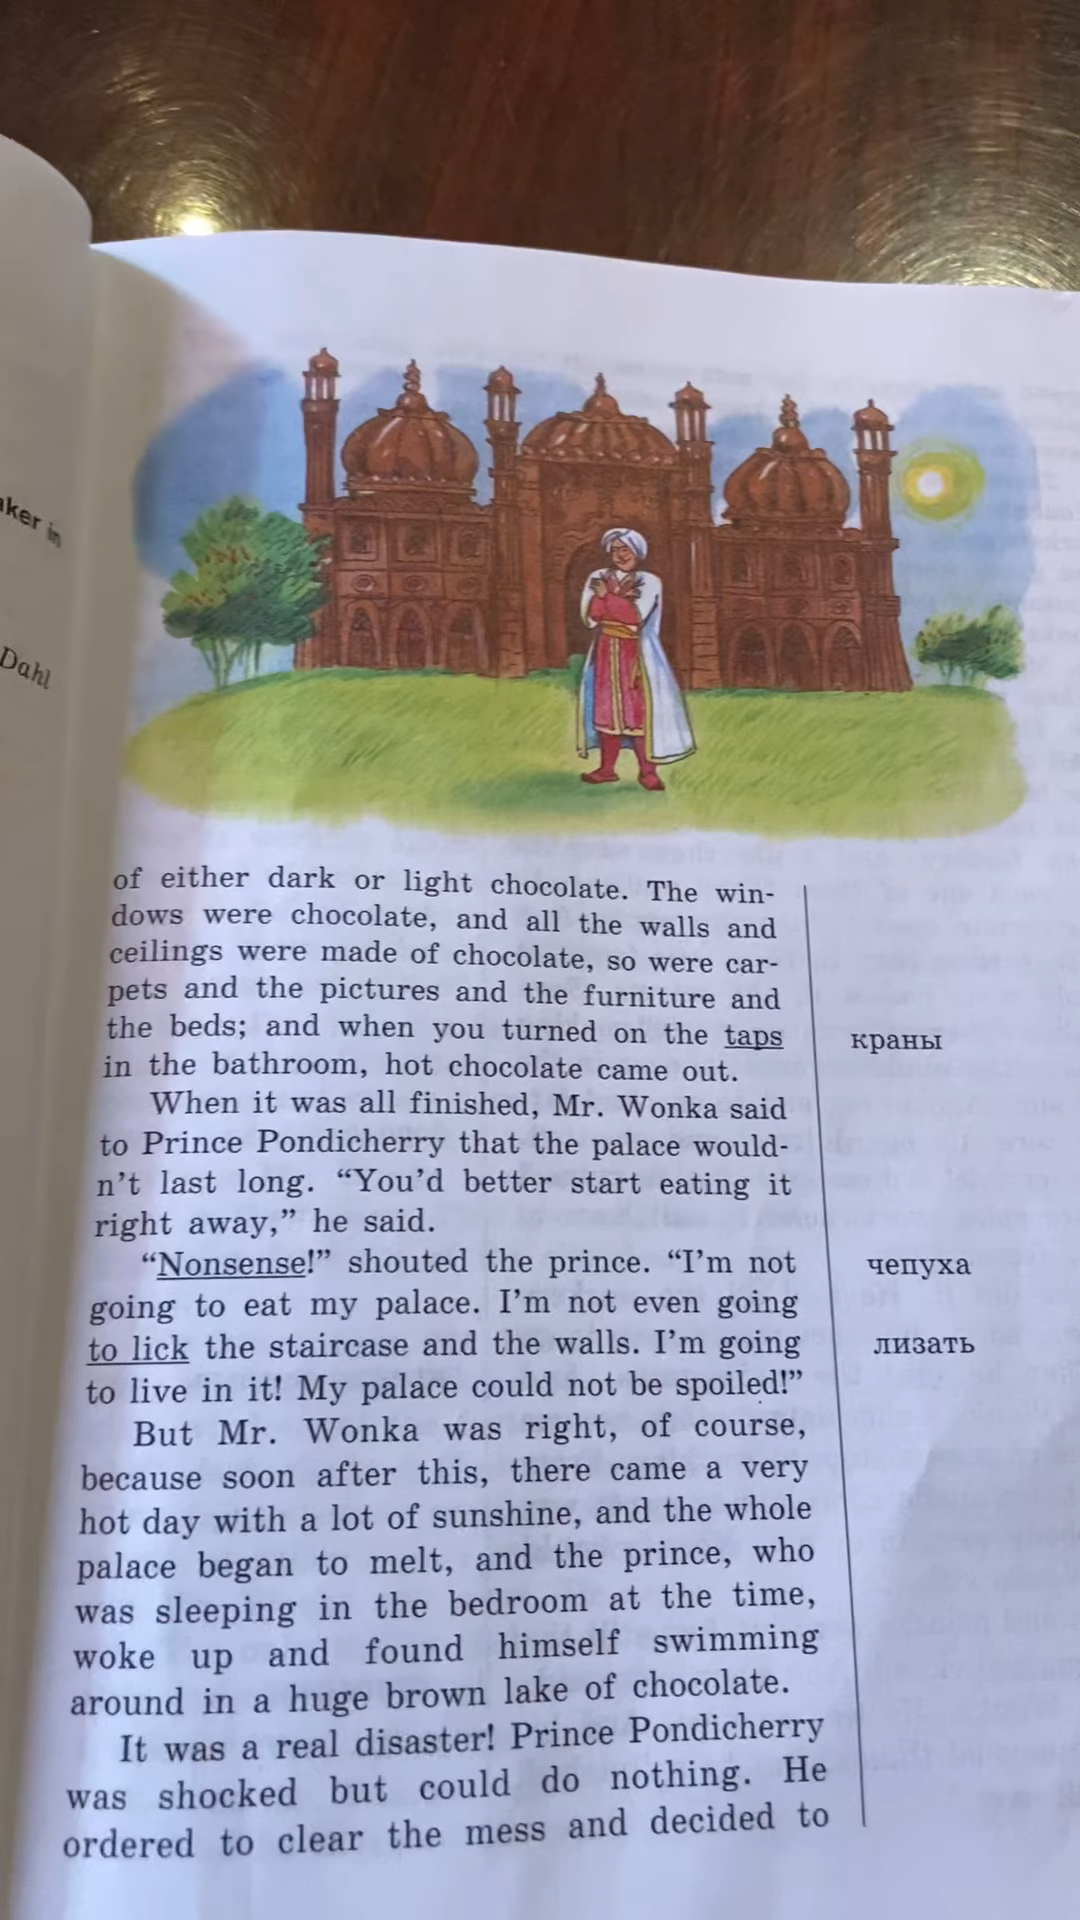 aker in
Dahl
of either dark or light chocolate. The win-
dows were chocolate, and all the walls and
ceilings were made of chocolate, so were car-
pets and the pictures and the furniture and
the beds; and when you turned on the taps
краны
in the bathroom, hot chocolate came out.
When it was all finished, Mr. Wonka said
to Prince Pondicherry that the palace would-
n't last long. “You'd better start eating it
right away,” he said.
“Nonsense!” shouted the prince. “I'm not
чепуха
going to eat my palace. I'm not even going
to lick the staircase and the walls. I'm going
лизать
to live in it! My palace could not be spoiled!”
But Mr. Wonka was right, of course,
because soon after this, there came a very
hot day with a lot of sunshine, and the whole
palace began to melt, and the prince, who
was sleeping in the bedroom at the time,
woke up and found himself swimming
around in a huge brown lake of chocolate.
It was a real disaster! Prince Pondicherry
was shocked but could do nothing. He
ordered to clear the mess and decided to